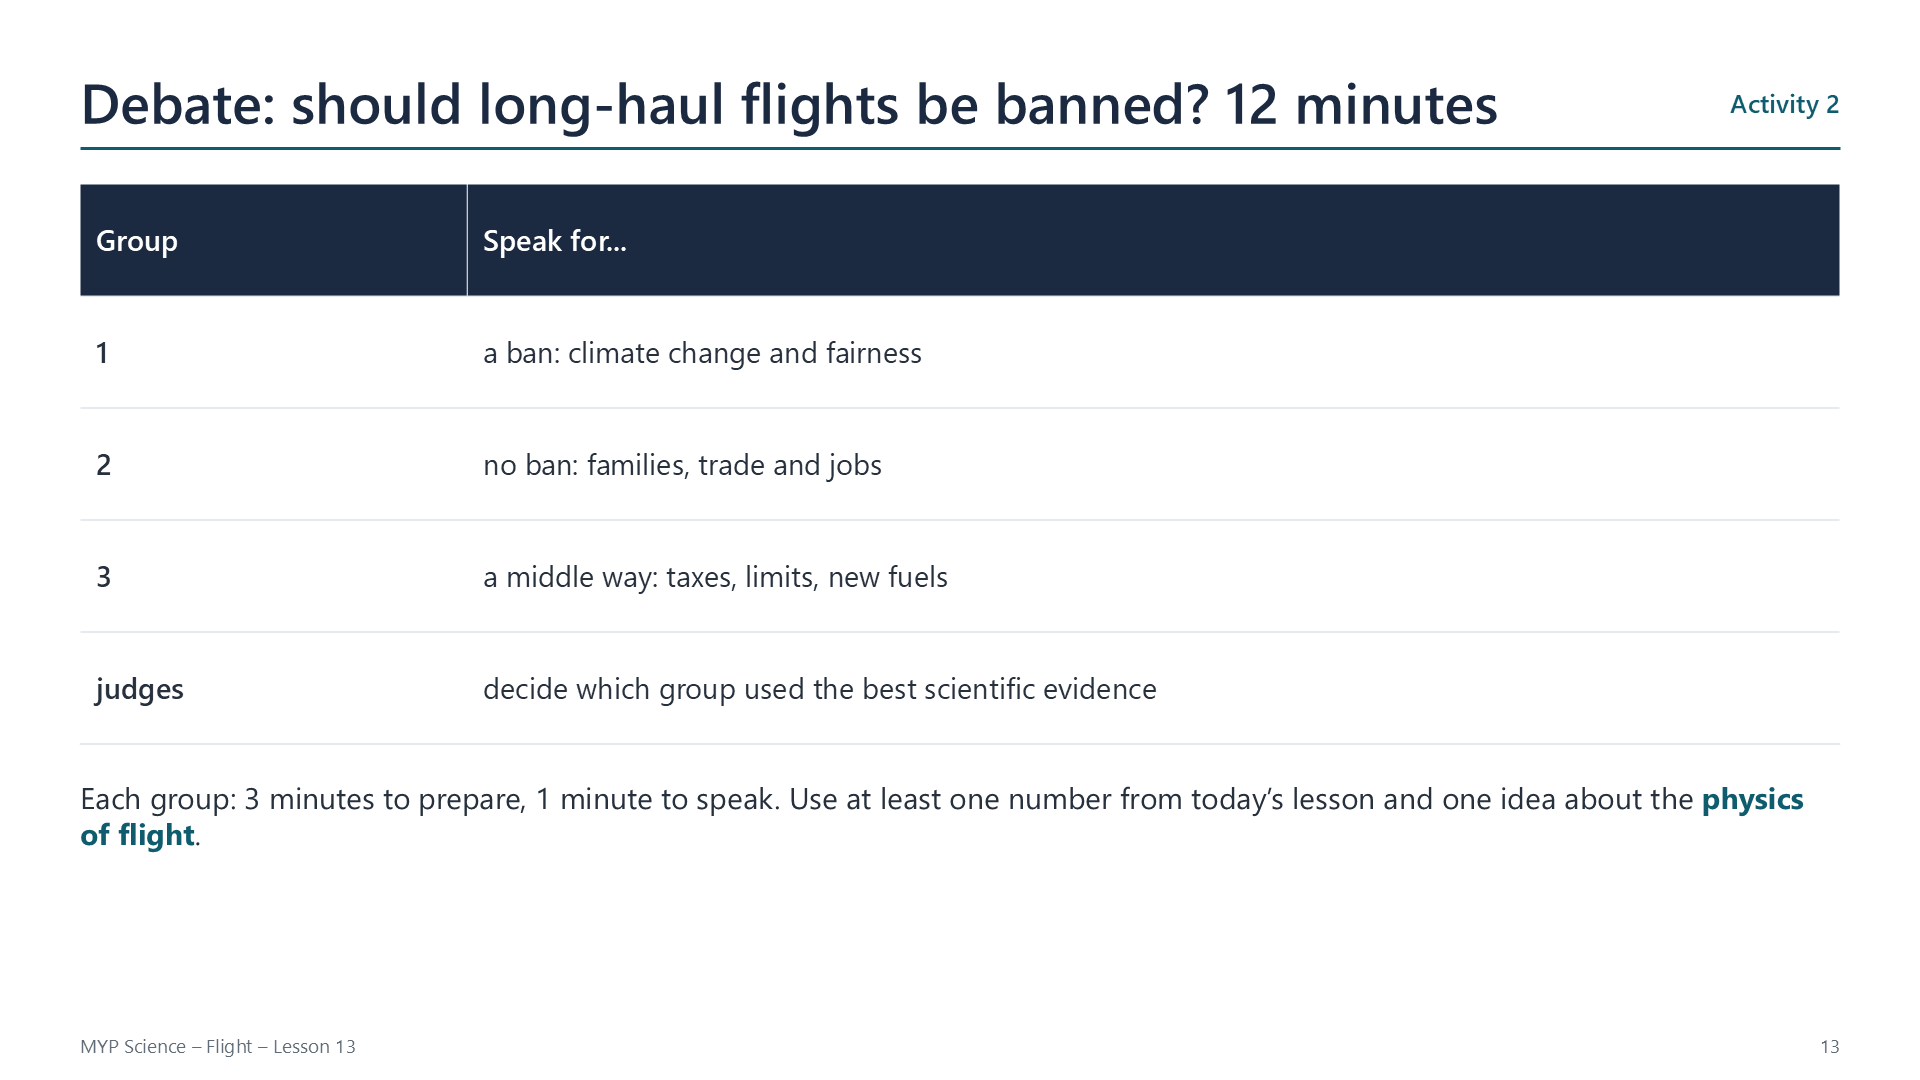 Debate: should long-haul flights be banned? 12 minutes
Activity 2
Group
Speak for...
1
a ban: climate change and fairness
2
no ban: families, trade and jobs
3
a middle way: taxes, limits, new fuels
judges
decide which group used the best scientific evidence
Each group: 3 minutes to prepare, 1 minute to speak. Use at least one number from today’s lesson and one idea about the physics
of flight.
MYP Science – Flight – Lesson 13
13